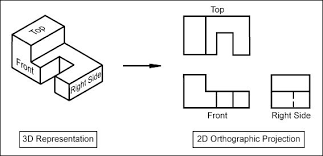 Top
Top
Front
Right Side
Front
Right Side
3D Representation
2D Orthographic Projection